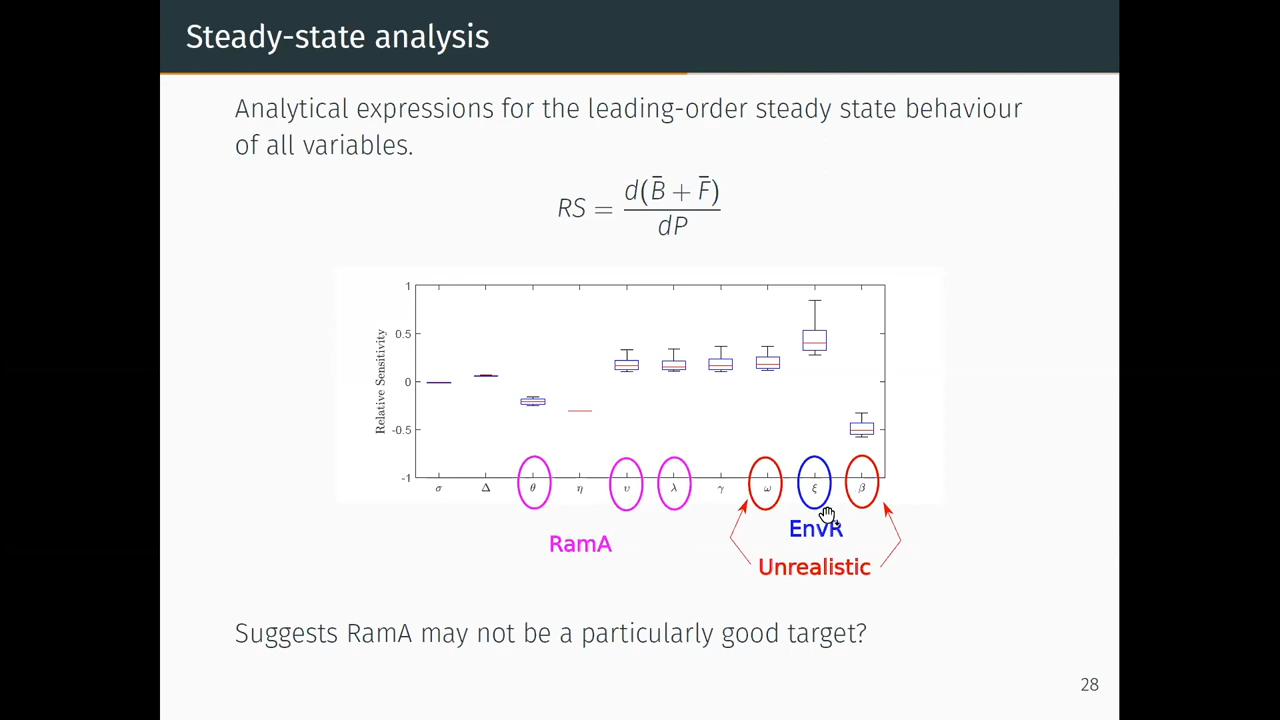 Steady-state analysis
Analytical expressions for the leading-order steady state behaviour
of all variables.
RS = d(B̄ + F̄) / dP
1
0.5
0
-0.5
-1
Relative Sensitivity
σ Δ θ η υ λ γ ω ξ β
RamA
EnvR
Unrealistic
Suggests RamA may not be a particularly good target?
28